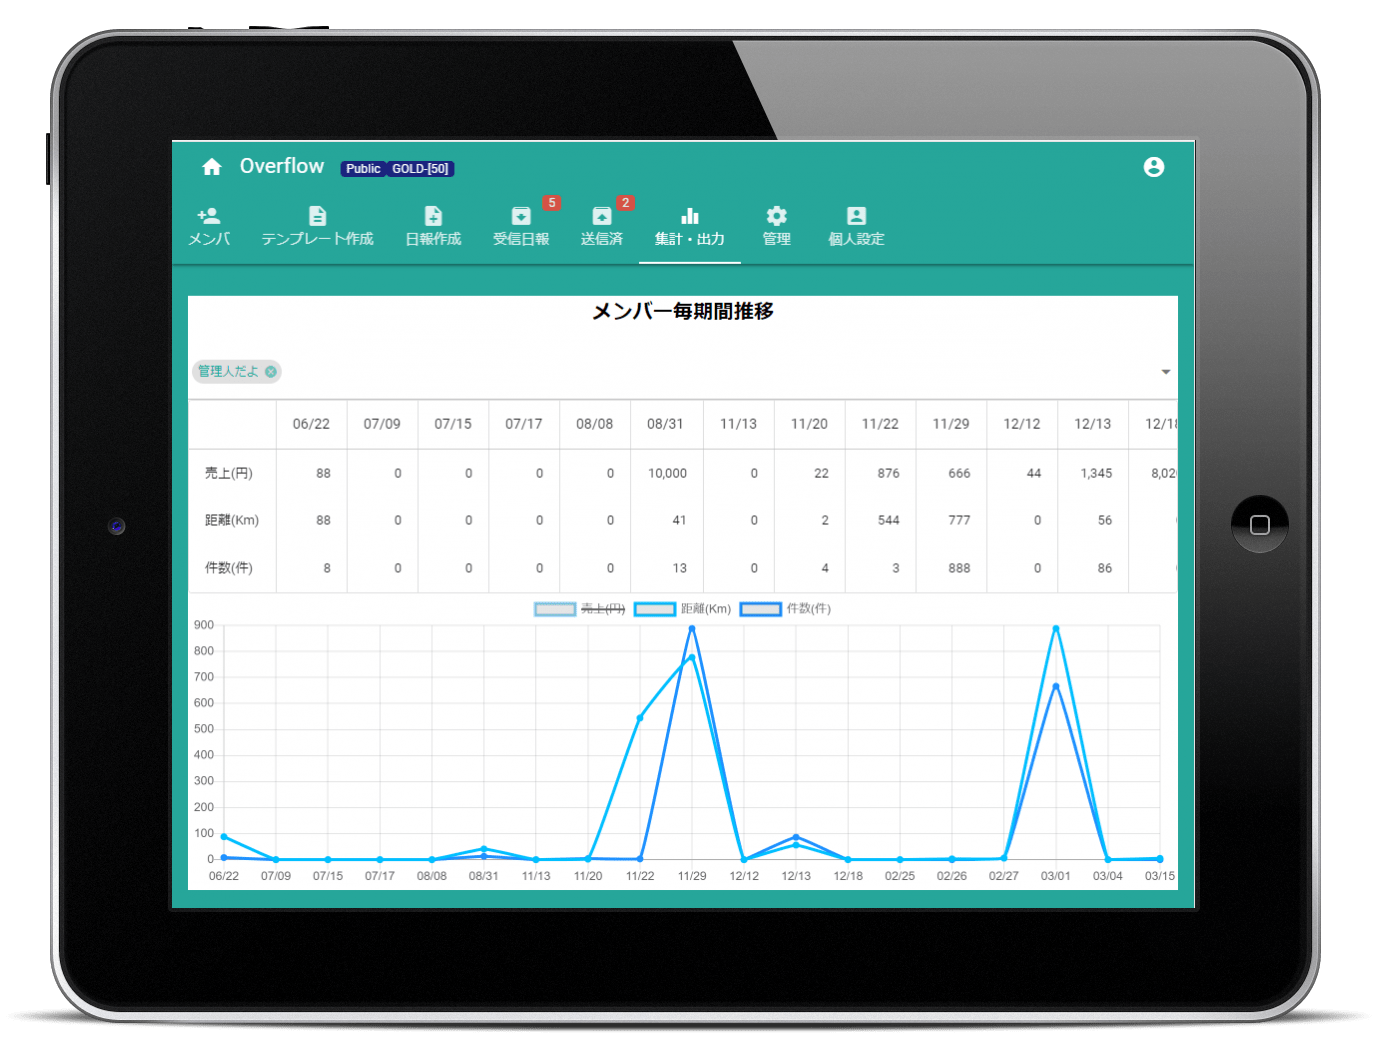 Overflow Public GOLD-[50]
5 2
メンバ テンプレート作成 日報作成 受信日報 送信済 集計・出力 管理 個人設定
メンバー毎期間推移
管理人だよ
06/22 07/09 07/15 07/17 08/08 08/31 11/13 11/20 11/22 11/29 12/12 12/13 12/18
売上(円) 88 0 0 0 0 10,000 0 22 876 666 44 1,345 8,02
距離(Km) 88 0 0 0 0 41 0 2 544 777 0 56
件数(件) 8 0 0 0 0 13 0 4 3 888 0 86
売上(円) 距離(Km) 件数(件)
900
800
700
600
500
400
300
200
100
0
06/22 07/09 07/15 07/17 08/08 08/31 11/13 11/20 11/22 11/29 12/12 12/13 12/18 02/25 02/26 02/27 03/01 03/04 03/15